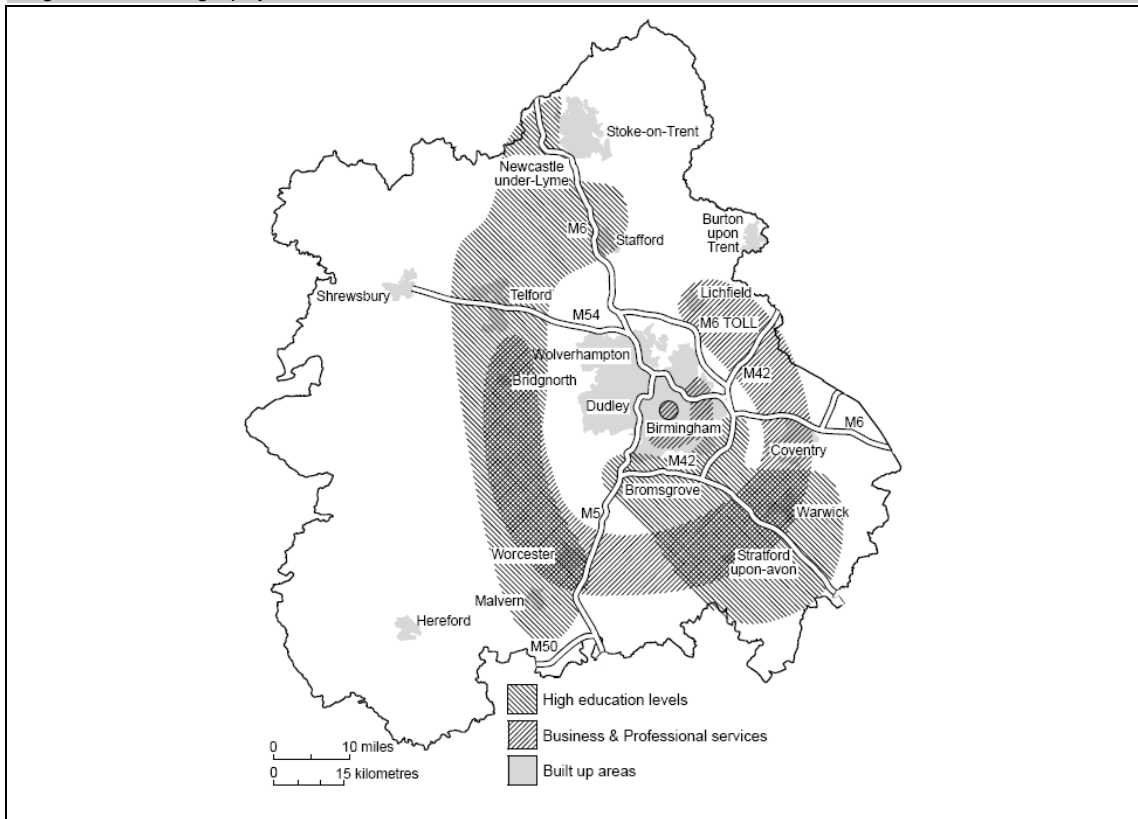 Stoke-on-Trent
Newcastle
under-Lyme
M6
Stafford
Burton
upon
Trent
Shrewsbury
Telford
Lichfield
M54
M6 TOLL
Wolverhampton
M42
Bridgnorth
Dudley
Birmingham
M6
Coventry
M42
Bromsgrove
M5
Warwick
Worcester
Stratford
upon-avon
Malvern
Hereford
M50
High education levels
Business & Professional services
Built up areas
0 10 miles
0 15 kilometres